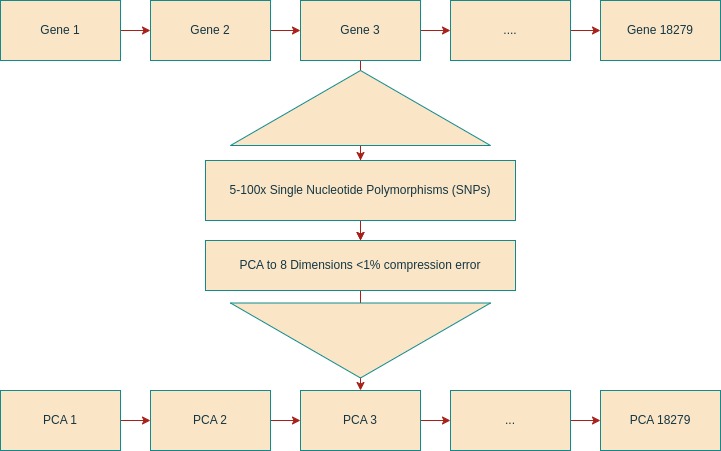 Gene 1
Gene 2
Gene 3
....
Gene 18279
5-100x Single Nucleotide Polymorphisms (SNPs)
PCA to 8 Dimensions <1% compression error
PCA 1
PCA 2
PCA 3
...
PCA 18279